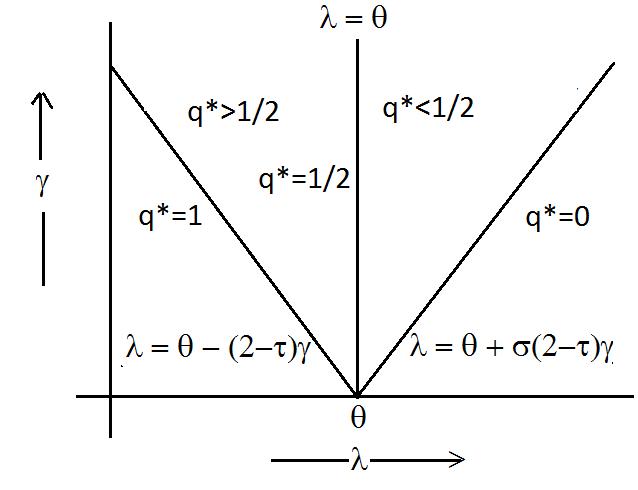 λ = θ
q*>1/2
q*<1/2
γ
q*=1/2
q*=1
q*=0
λ = θ − (2−τ)γ
λ = θ + σ(2−τ)γ
θ
λ